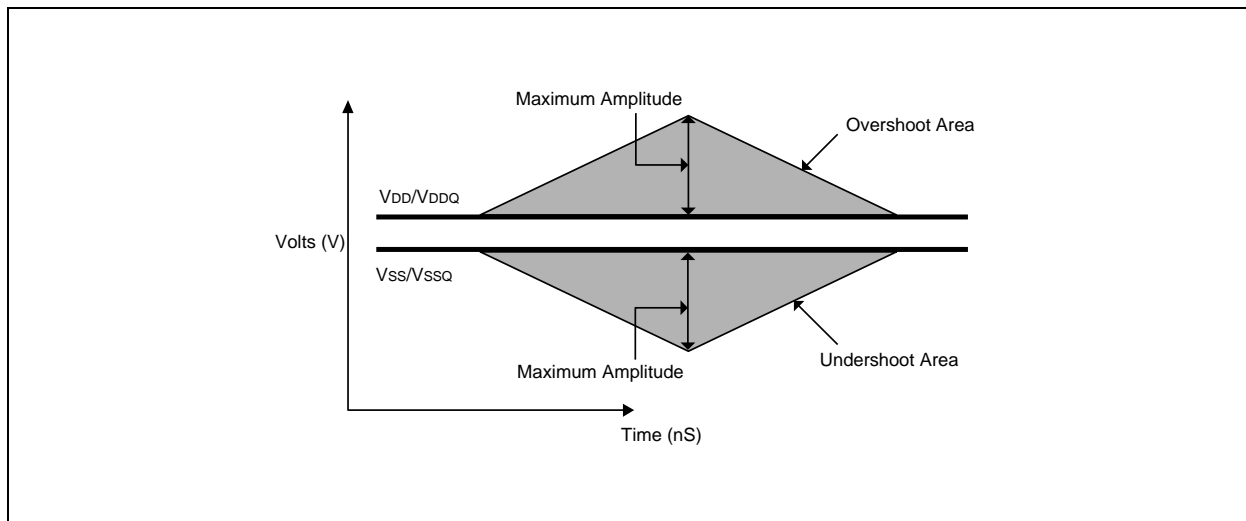 Maximum Amplitude
Overshoot Area
VDD/VDDQ
Volts (V)
VSS/VSSQ
Maximum Amplitude
Undershoot Area
Time (nS)